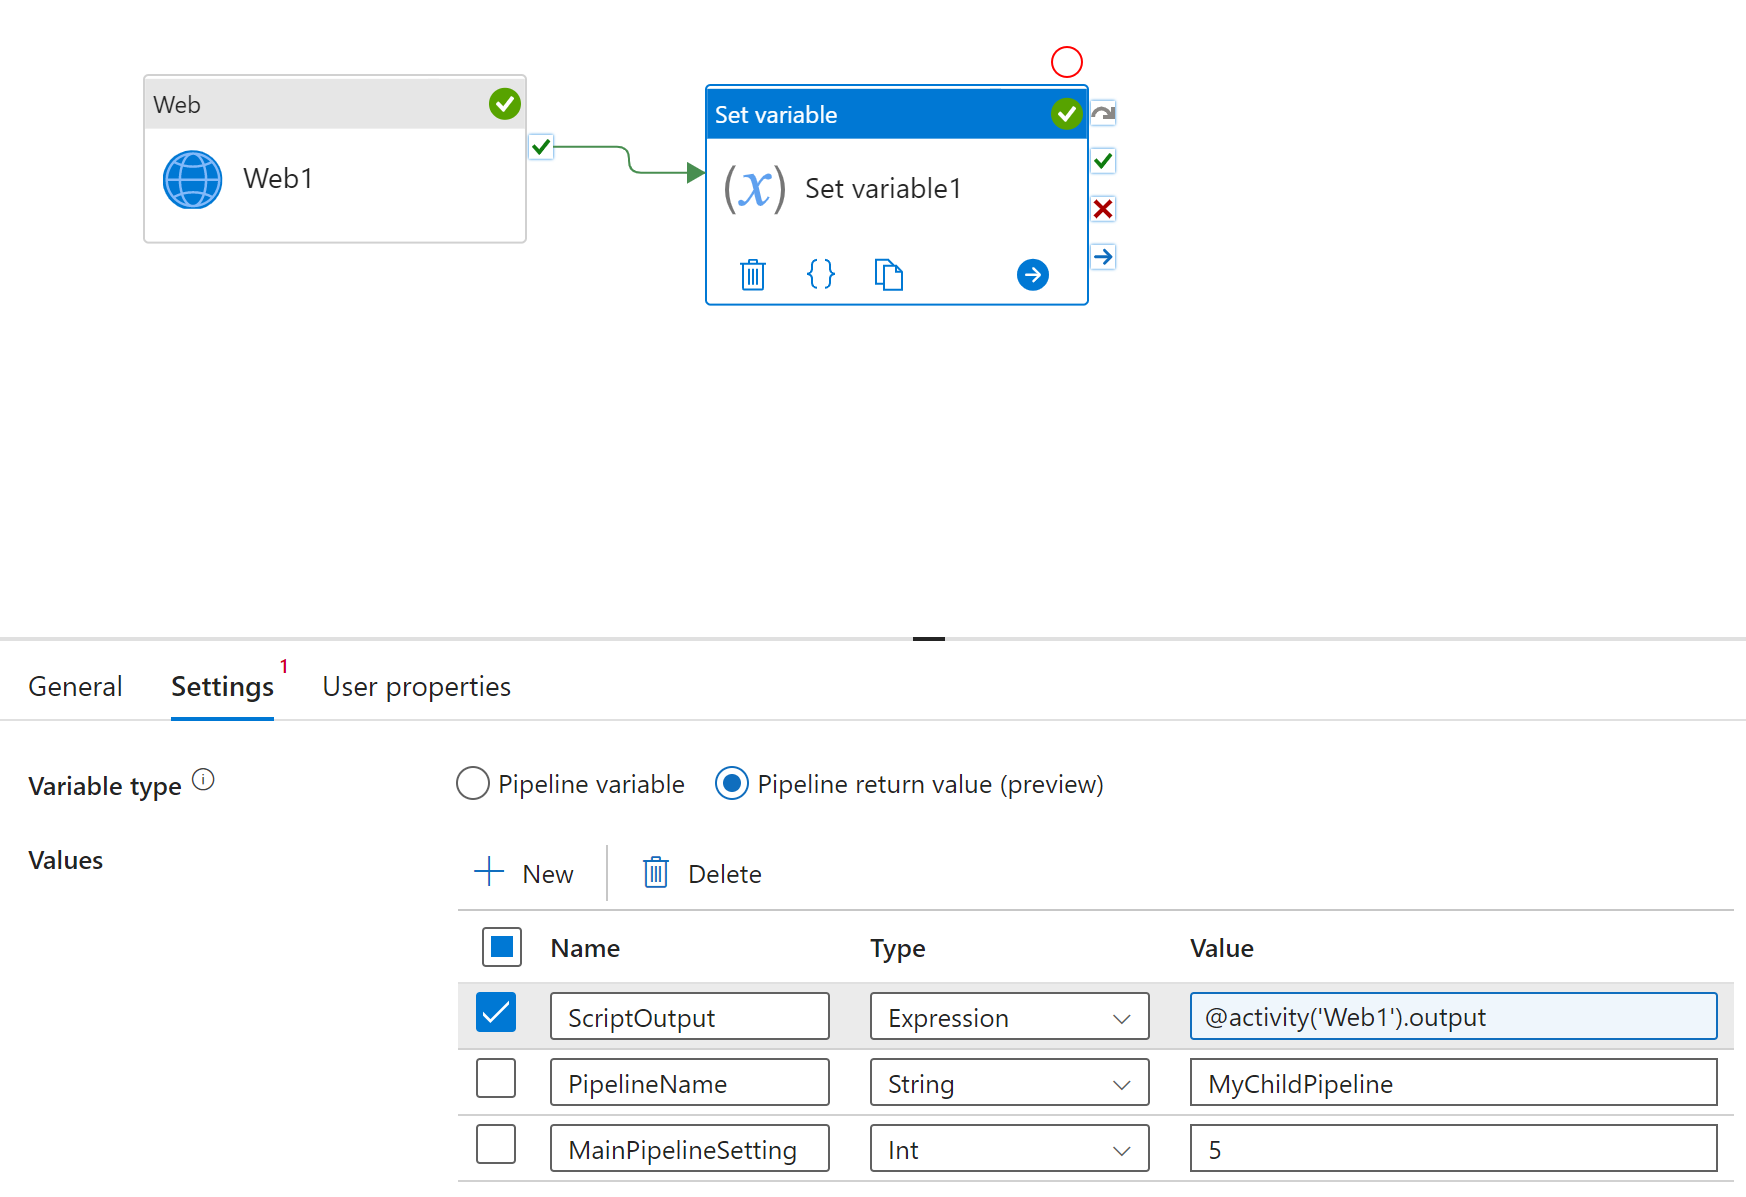 Web
Web1
Set variable
(x) Set variable1
{}
General
Settings 1
User properties
Variable type i
Pipeline variable
Pipeline return value (preview)
Values
New
Delete
Name Type Value
ScriptOutput Expression @activity('Web1').output
PipelineName String MyChildPipeline
MainPipelineSetting Int 5